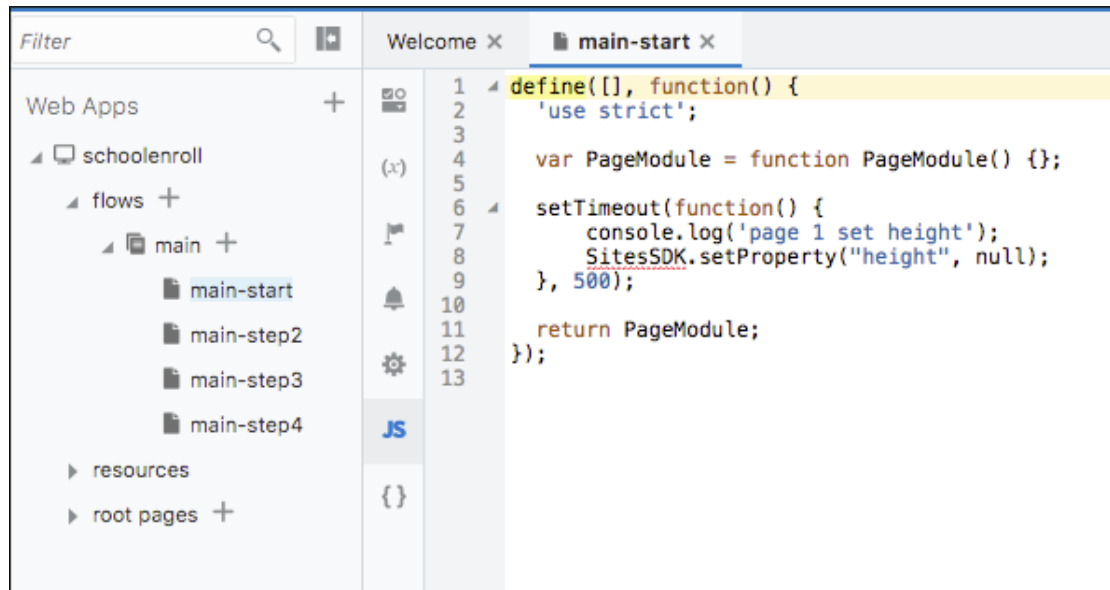 Filter
Welcome ×
main-start ×
Web Apps +
schoolenroll
flows +
main +
main-start
main-step2
main-step3
main-step4
resources
root pages +
(x)
JS
{ }
1 define([], function() {
2 'use strict';
3
4 var PageModule = function PageModule() {};
5
6 setTimeout(function() {
7 console.log('page 1 set height');
8 SitesSDK.setProperty("height", null);
9 }, 500);
10
11 return PageModule;
12 });
13